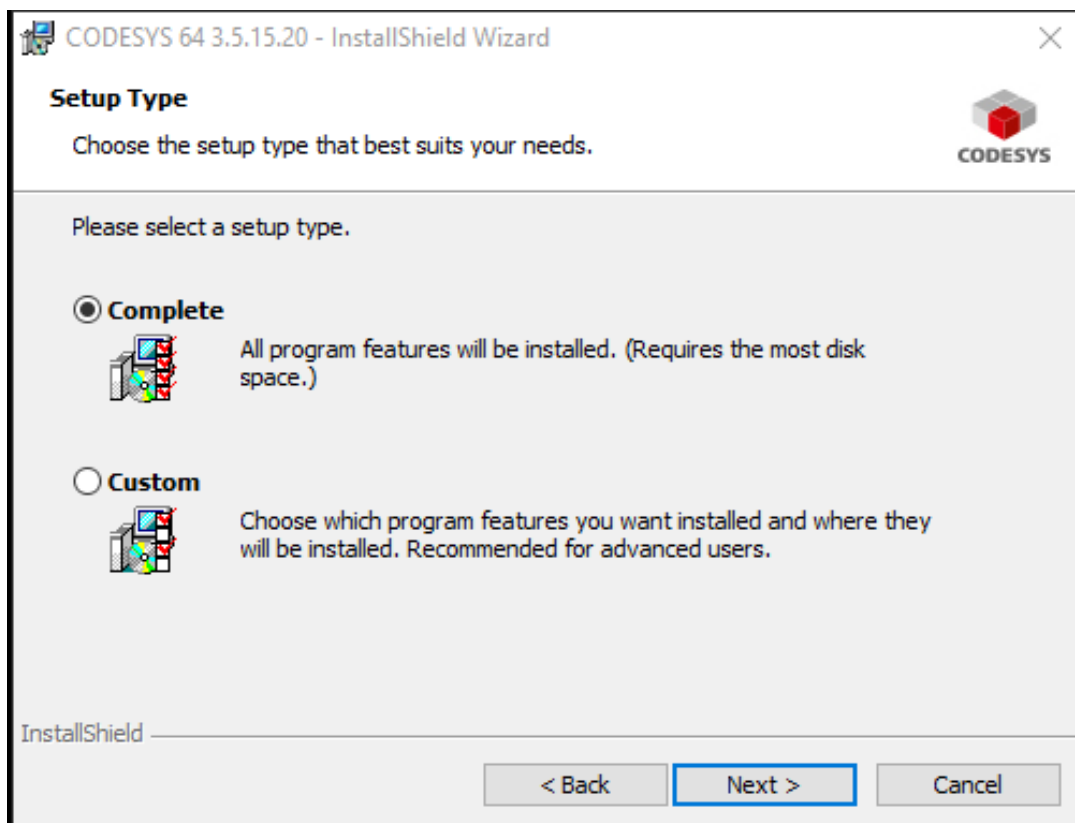 CODESYS 64 3.5.15.20 - InstallShield Wizard
Setup Type
Choose the setup type that best suits your needs.
CODESYS
Please select a setup type.
Complete
All program features will be installed. (Requires the most disk
space.)
Custom
Choose which program features you want installed and where they
will be installed. Recommended for advanced users.
InstallShield
< Back
Next >
Cancel